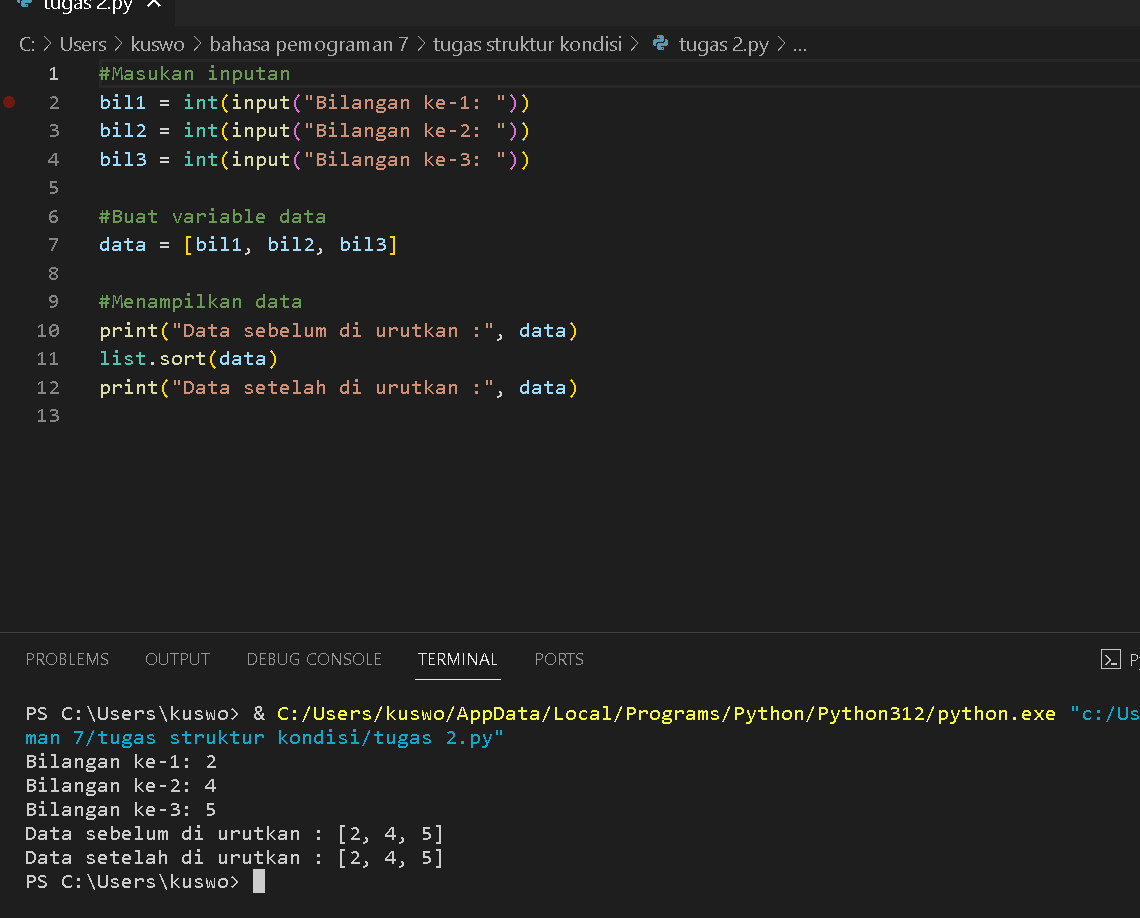 tugas 2.py
C: > Users > kuswo > bahasa pemograman 7 > tugas struktur kondisi > tugas 2.py > ...
1 #Masukan inputan
2 bil1 = int(input("Bilangan ke-1: "))
3 bil2 = int(input("Bilangan ke-2: "))
4 bil3 = int(input("Bilangan ke-3: "))
5
6 #Buat variable data
7 data = [bil1, bil2, bil3]
8
9 #Menampilkan data
10 print("Data sebelum di urutkan :", data)
11 list.sort(data)
12 print("Data setelah di urutkan :", data)
13
PROBLEMS OUTPUT DEBUG CONSOLE TERMINAL PORTS
PS C:\Users\kuswo> & C:/Users/kuswo/AppData/Local/Programs/Python/Python312/python.exe "c:/Us
man 7/tugas struktur kondisi/tugas 2.py"
Bilangan ke-1: 2
Bilangan ke-2: 4
Bilangan ke-3: 5
Data sebelum di urutkan : [2, 4, 5]
Data setelah di urutkan : [2, 4, 5]
PS C:\Users\kuswo>